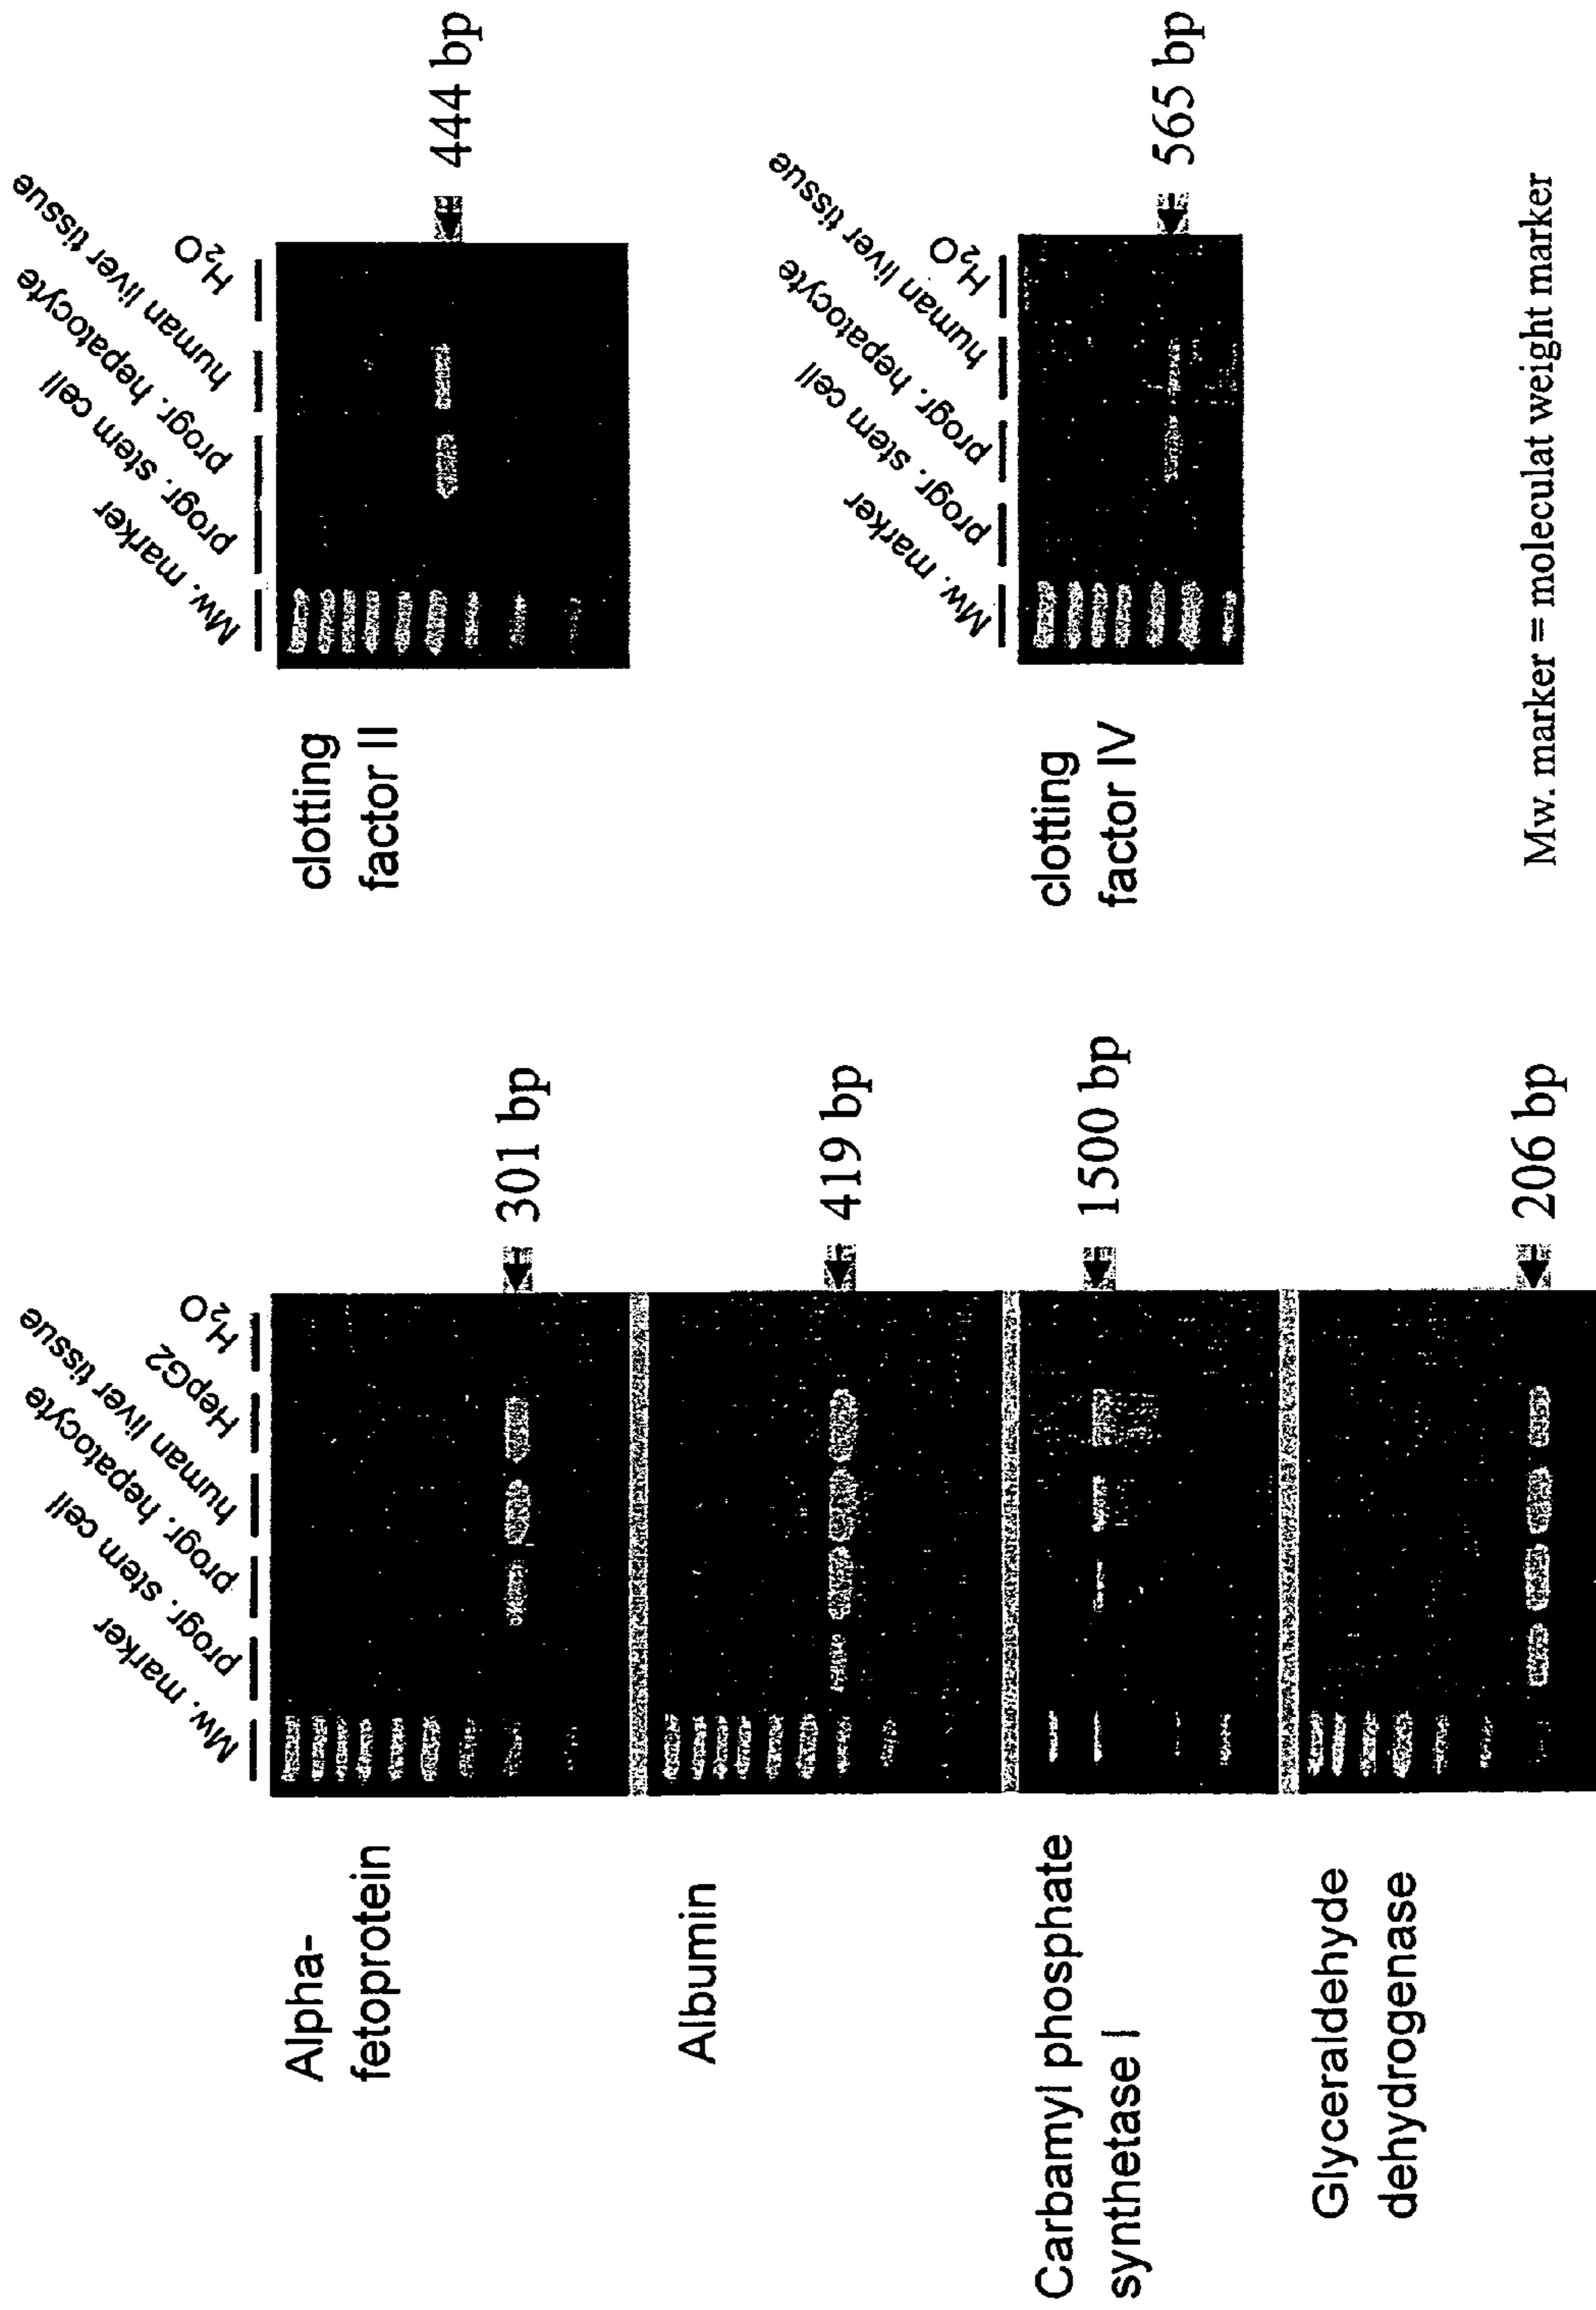 Mw. marker
progr. stem cell
progr. hepatocyte
human liver tissue
HepG2
H₂O
Alpha-
fetoprotein
301 bp
Albumin
419 bp
Carbamyl phosphate
synthetase I
1500 bp
Glyceraldehyde
dehydrogenase
206 bp
Mw. marker
progr. stem cell
progr. hepatocyte
human liver tissue
H₂O
clotting
factor II
444 bp
Mw. marker
progr. stem cell
progr. hepatocyte
human liver tissue
H₂O
clotting
factor IV
565 bp
Mw. marker = moleculat weight marker